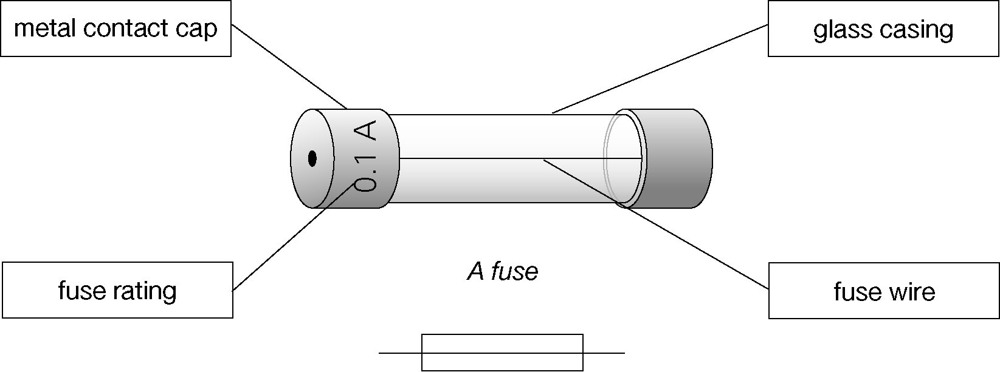 metal contact cap
glass casing
0.1 A
fuse rating
A fuse
fuse wire